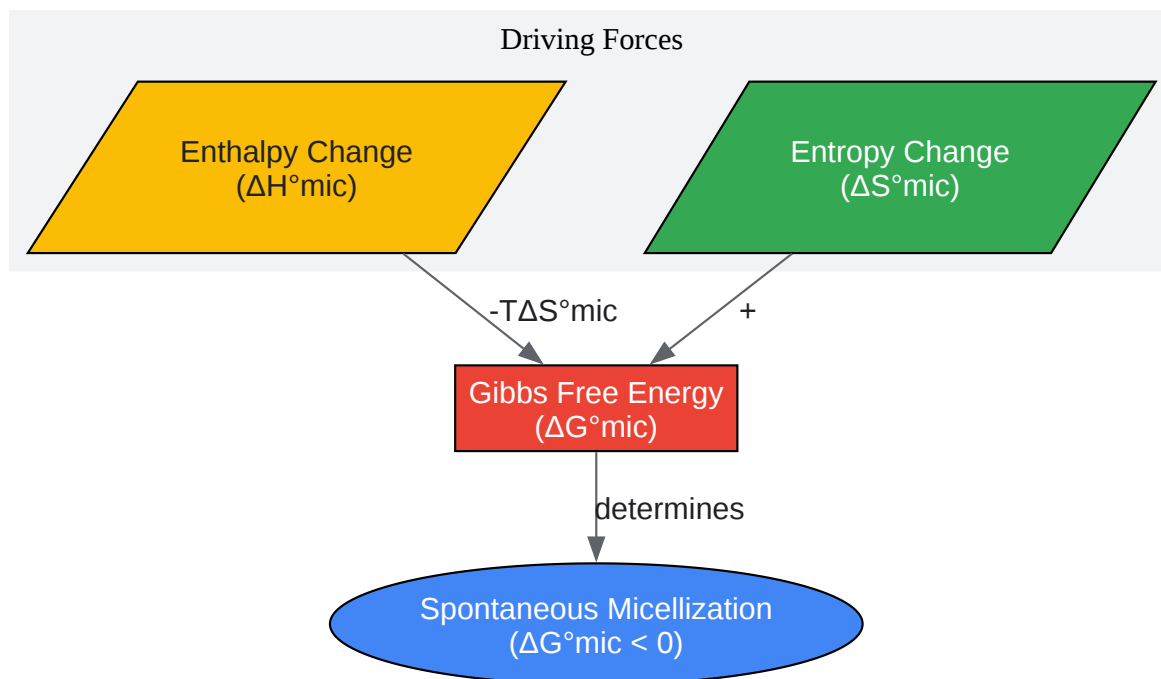 Driving Forces
Enthalpy Change
(ΔH°mic)
Entropy Change
(ΔS°mic)
-TΔS°mic
+
Gibbs Free Energy
(ΔG°mic)
determines
Spontaneous Micellization
(ΔG°mic < 0)